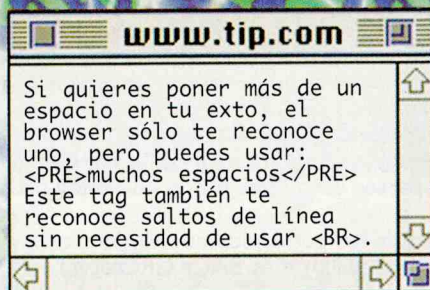 www.tip.com
Si quieres poner más de un
espacio en tu exto, el
browser sólo te reconoce
uno, pero puedes usar:
<PRE>muchos espacios</PRE>
Este tag también te
reconoce saltos de línea
sin necesidad de usar <BR>.